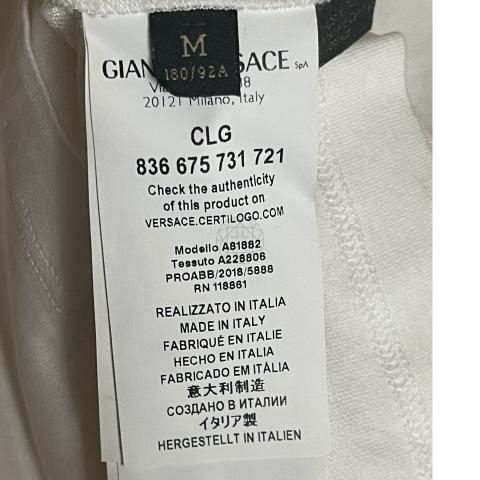 M
180/92A
GIAN SACE SpA
Via 38
20121 Milano, Italy
CLG
836 675 731 721
Check the authenticity
of this product on
VERSACE.CERTILOGO.COM
Modello A81882
Tessuto A228806
PROABB/2018/5888
RN 118861
REALIZZATO IN ITALIA
MADE IN ITALY
FABRIQUÉ EN ITALIE
HECHO EN ITALIA
FABRICADO EM ITÁLIA
意大利制造
СОЗДАНО В ИТАЛИИ
イタリア製
HERGESTELLT IN ITALIEN